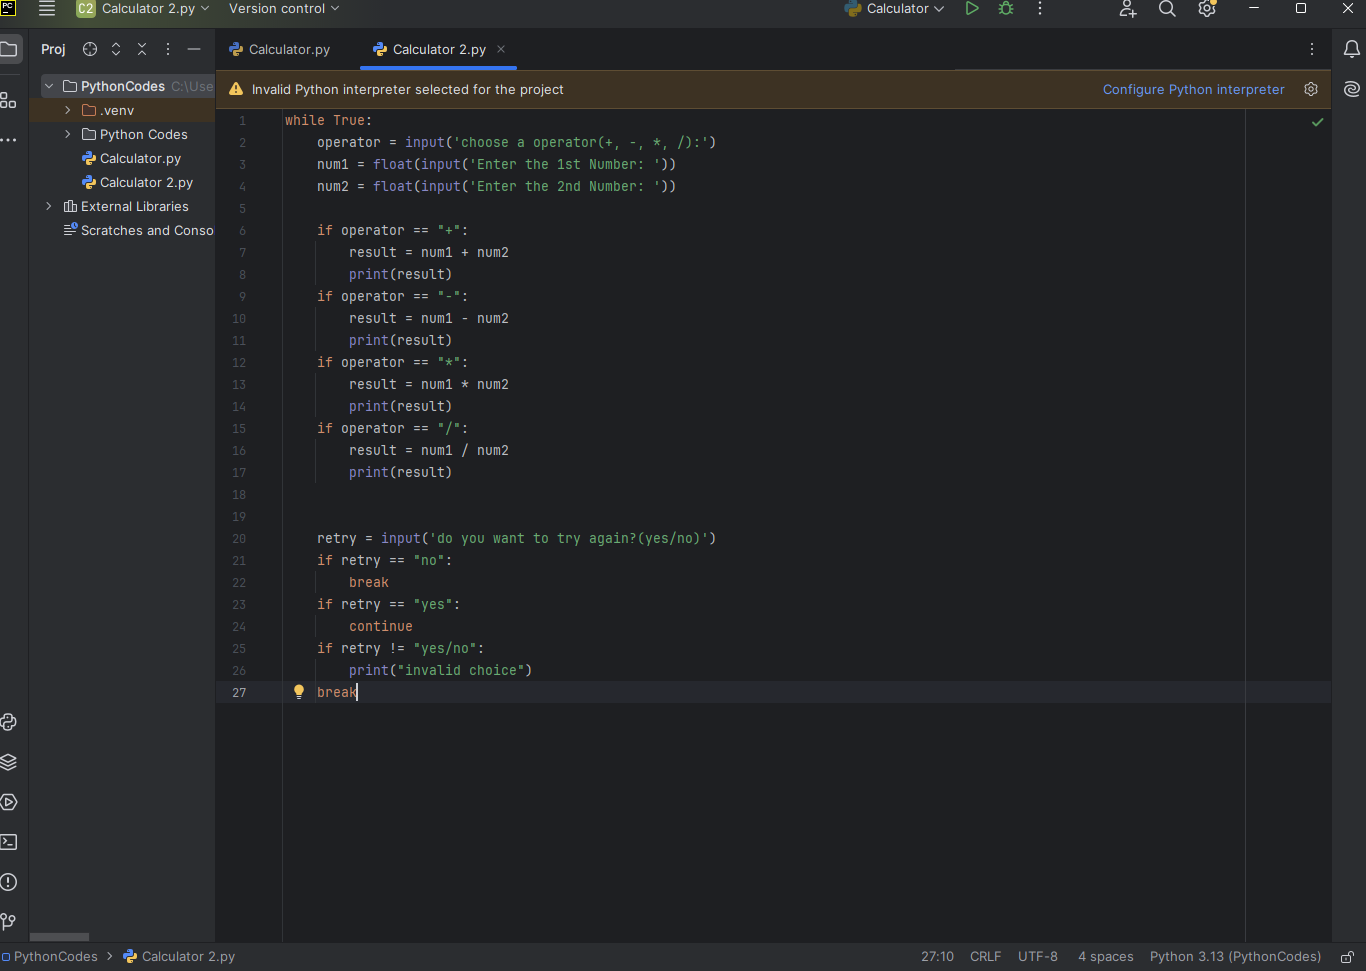 PC
C2 Calculator 2.py Version control Calculator
Proj Calculator.py Calculator 2.py
PythonCodes C:\Use
.venv
Python Codes
Calculator.py
Calculator 2.py
External Libraries
Scratches and Conso
Invalid Python interpreter selected for the project Configure Python interpreter
1 while True:
2     operator = input('choose a operator(+, -, *, /):')
3     num1 = float(input('Enter the 1st Number: '))
4     num2 = float(input('Enter the 2nd Number: '))
5
6     if operator == "+":
7         result = num1 + num2
8         print(result)
9     if operator == "-":
10         result = num1 - num2
11         print(result)
12     if operator == "*":
13         result = num1 * num2
14         print(result)
15     if operator == "/":
16         result = num1 / num2
17         print(result)
18
19
20     retry = input('do you want to try again?(yes/no)')
21     if retry == "no":
22         break
23     if retry == "yes":
24         continue
25     if retry != "yes/no":
26         print("invalid choice")
27     break
PythonCodes > Calculator 2.py 27:10 CRLF UTF-8 4 spaces Python 3.13 (PythonCodes)